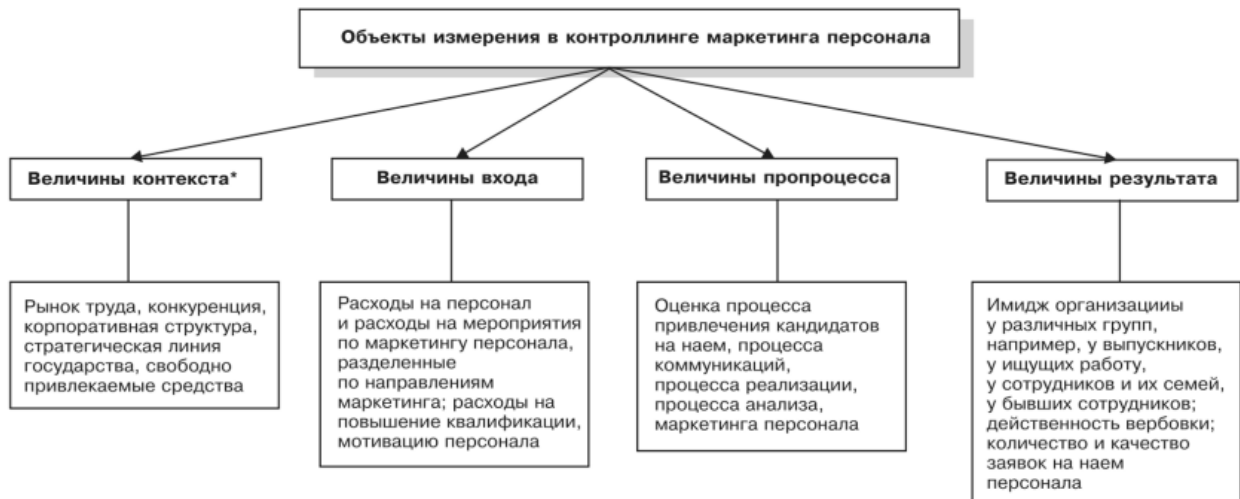 Объекты измерения в контроллинге маркетинга персонала
Величины контекста*
Величины входа
Величины пропроцесса
Величины результата
Рынок труда, конкуренция,
корпоративная структура,
стратегическая линия
государства, свободно
привлекаемые средства
Расходы на персонал
и расходы на мероприятия
по маркетингу персонала,
разделенные
по направлениям
маркетинга; расходы на
повышение квалификации,
мотивацию персонала
Оценка процесса
привлечения кандидатов
на наем, процесса
коммуникаций,
процесса реализации,
процесса анализа,
маркетинга персонала
Имидж организацииы
у различных групп,
например, у выпускников,
у ищущих работу,
у сотрудников и их семей,
у бывших сотрудников;
действенность вербовки;
количество и качество
заявок на наем
персонала